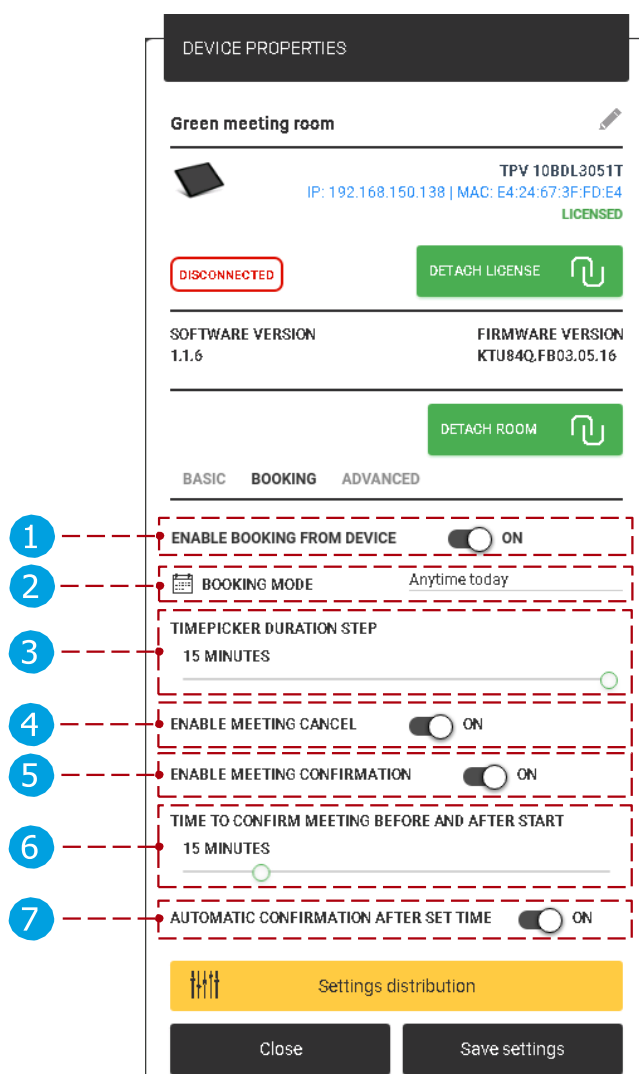 DEVICE PROPERTIES
Green meeting room
TPV 10BDL3051T
IP: 192.168.150.138 | MAC: E4:24:67:3F:FD:E4
LICENSED
DISCONNECTED
DETACH LICENSE
SOFTWARE VERSION
1.1.6
FIRMWARE VERSION
KTU84Q.FB03.05.16
DETACH ROOM
BASIC BOOKING ADVANCED
1 ENABLE BOOKING FROM DEVICE ON
2 BOOKING MODE Anytime today
3 TIMEPICKER DURATION STEP
15 MINUTES
4 ENABLE MEETING CANCEL ON
5 ENABLE MEETING CONFIRMATION ON
6 TIME TO CONFIRM MEETING BEFORE AND AFTER START
15 MINUTES
7 AUTOMATIC CONFIRMATION AFTER SET TIME ON
Settings distribution
Close Save settings